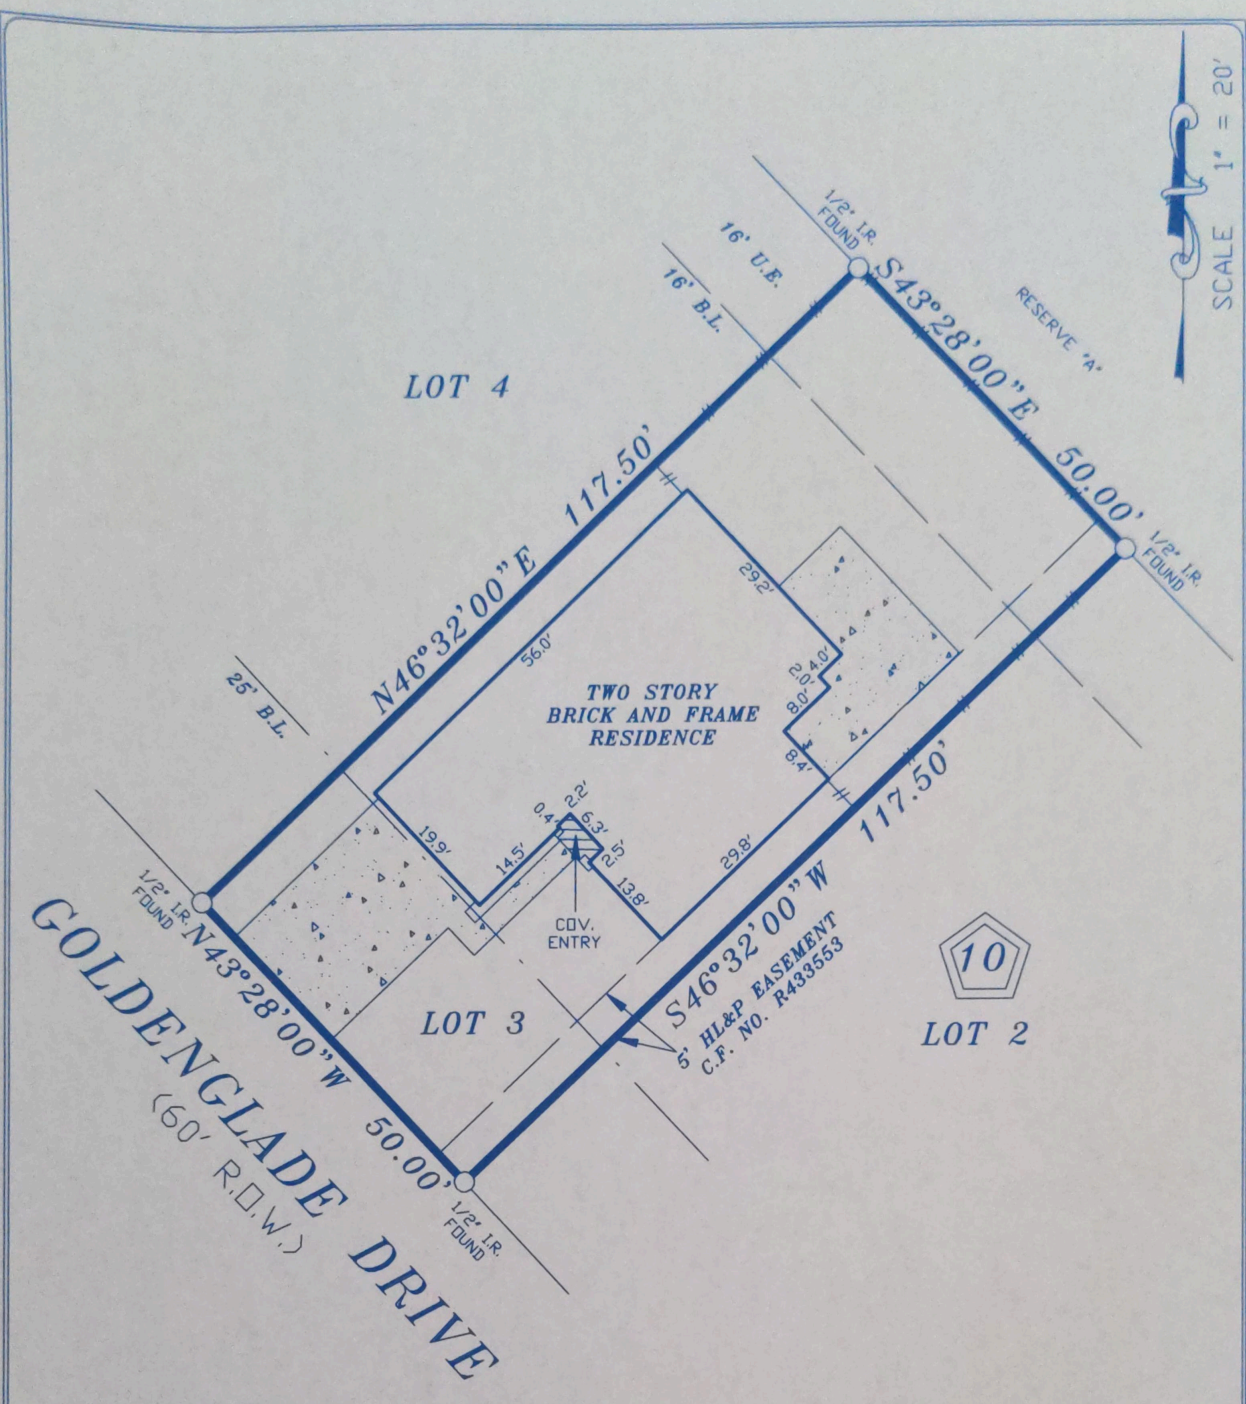 SCALE 1" = 20'
1/2" I.R.
FOUND
16' U.E.
16' B.L.
S43°28'00"E 50.00'
RESERVE "A"
LOT 4
N46°32'00"E 117.50'
1/2" I.R.
FOUND
29.2'
56.0'
4.0'
2.0'
8.0'
8.4'
TWO STORY
BRICK AND FRAME
RESIDENCE
25' B.L.
2.2'
0.4'
6.3'
2.5'
19.9'
14.5'
29.8'
13.8'
COV.
ENTRY
S46°32'00"W 117.50'
1/2" I.R.
FOUND
5' HL&P EASEMENT
C.F. NO. R433553
10
LOT 2
LOT 3
N43°28'00"W 50.00'
GOLDENGLADE DRIVE
(60' R.O.W.)
1/2" I.R.
FOUND